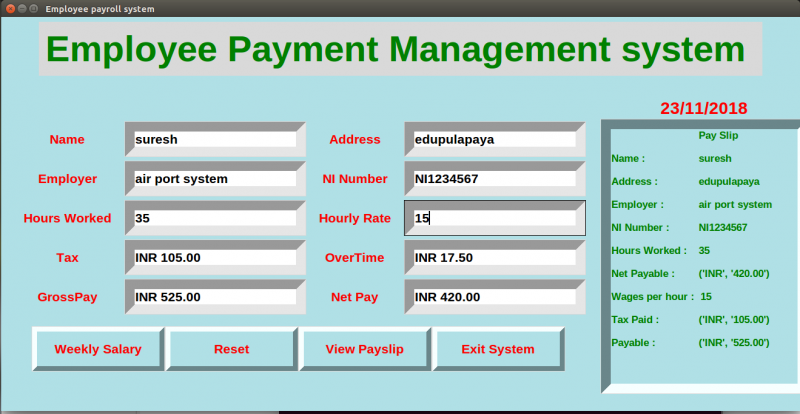 Employee payroll system
Employee Payment Management system
23/11/2018
Name suresh Address edupulapaya
Employer air port system NI Number NI1234567
Hours Worked 35 Hourly Rate 15
Tax INR 105.00 OverTime INR 17.50
GrossPay INR 525.00 Net Pay INR 420.00
Weekly Salary Reset View Payslip Exit System
Pay Slip
Name : suresh
Address : edupulapaya
Employer : air port system
NI Number : NI1234567
Hours Worked : 35
Net Payable : ('INR', '420.00')
Wages per hour : 15
Tax Paid : ('INR', '105.00')
Payable : ('INR', '525.00')